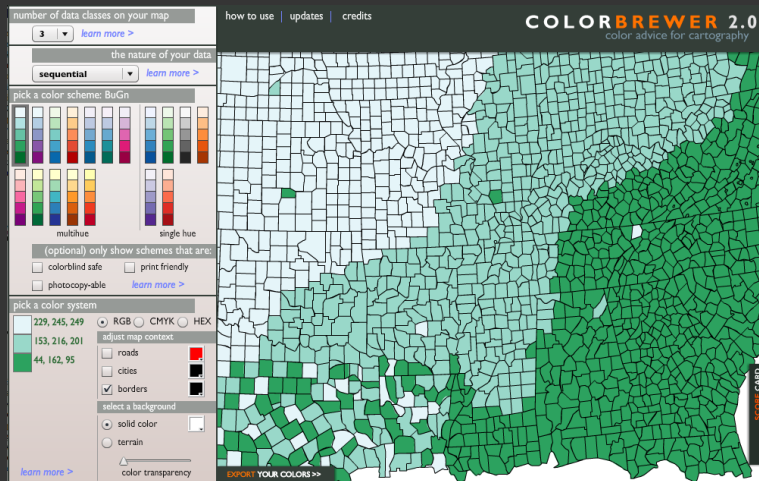 number of data classes on your map
3
learn more >
how to use | updates | credits
COLORBREWER 2.0
color advice for cartography
the nature of your data
sequential
learn more >
pick a color scheme: BuGn
multihue
single hue
(optional) only show schemes that are:
colorblind safe
print friendly
photocopy-able
learn more >
pick a color system
229, 245, 249
153, 216, 201
44, 162, 95
RGB
CMYK
HEX
adjust map context
roads
cities
borders
select a background
solid color
terrain
color transparency
learn more >
EXPORT YOUR COLORS >>
SCORE CARD